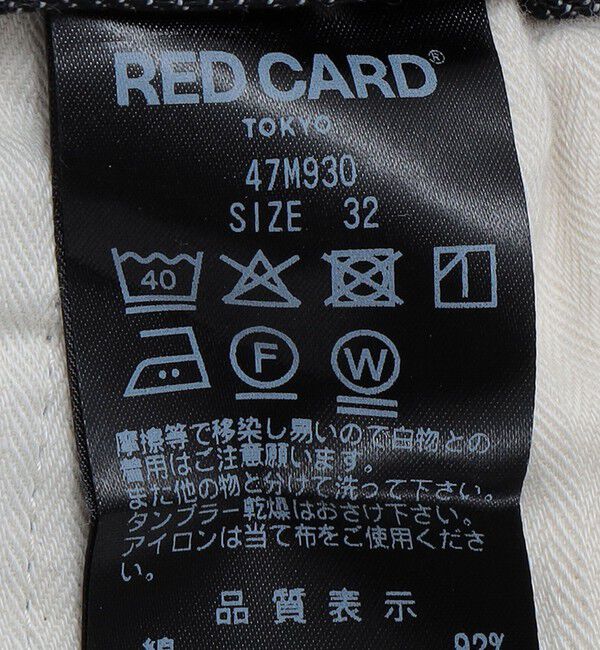 RED CARD®
TOKYO
47M930
SIZE 32
40
F W
摩擦等で移染し易いので白物との
着用はご注意願います。
また他の物と分けて洗って下さい。
タンブラー乾燥はおさけ下さい。
アイロンは当て布をご使用くださ
い。
品質表示
綿 92%